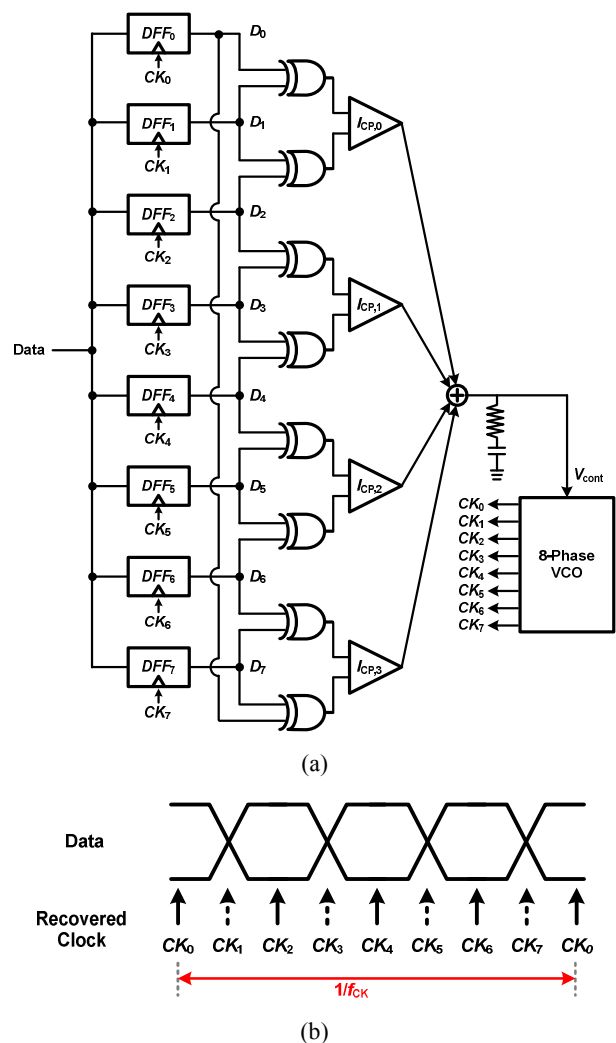 DFF0
D0
CK0
ICP,0
DFF1
D1
CK1
DFF2
D2
CK2
ICP,1
DFF3
D3
CK3
Data
DFF4
D4
CK4
Vcont
DFF5
D5
CK5
ICP,2
CK0
CK1
CK2
CK3
CK4
CK5
CK6
CK7
8-Phase
VCO
DFF6
D6
CK6
DFF7
D7
CK7
ICP,3
(a)
Data
Recovered
Clock
CK0 CK1 CK2 CK3 CK4 CK5 CK6 CK7 CK0
1/fCK
(b)